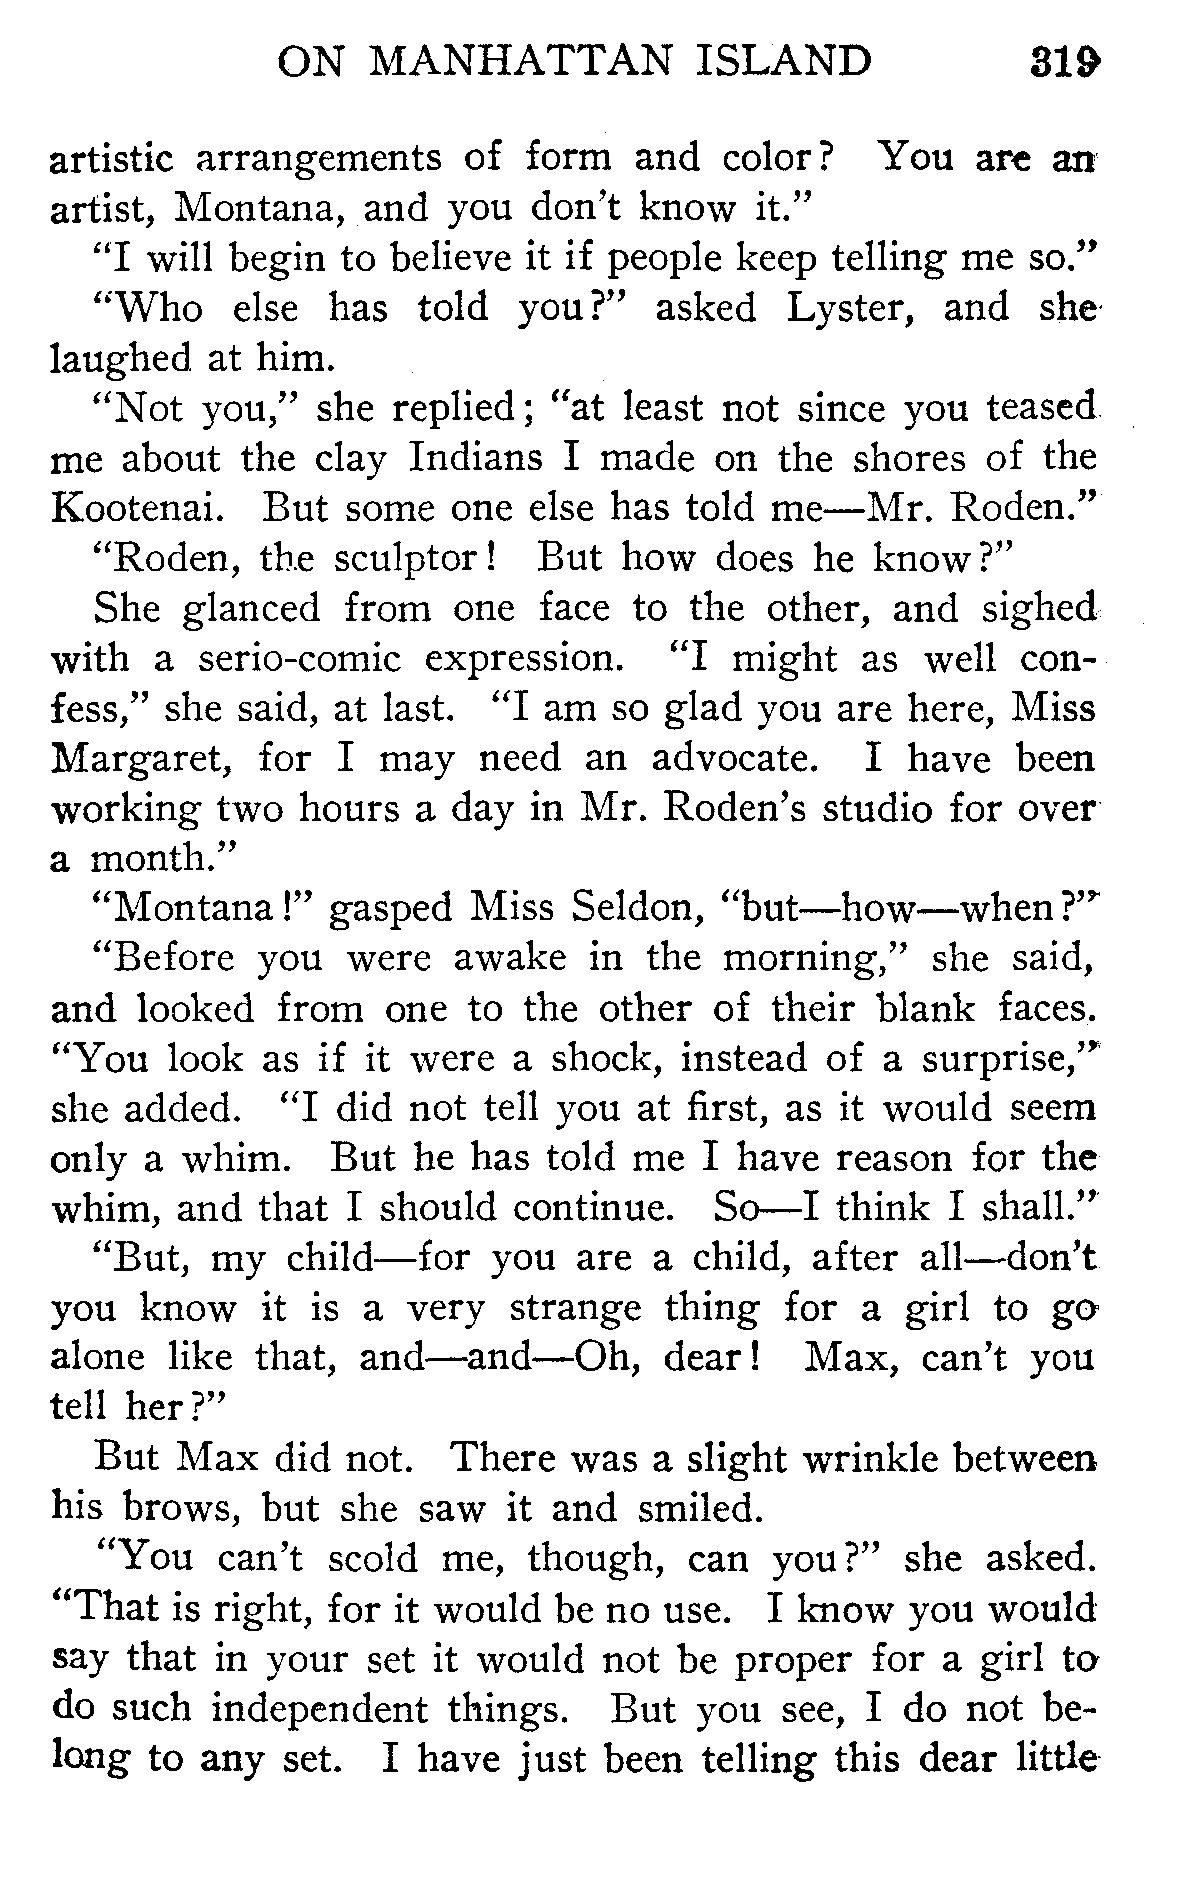 ON MANHATTAN ISLAND 319
artistic arrangements of form and color? You are an
artist, Montana, and you don't know it."
"I will begin to believe it if people keep telling me so."
"Who else has told you?" asked Lyster, and she
laughed at him.
"Not you," she replied; "at least not since you teased
me about the clay Indians I made on the shores of the
Kootenai. But some one else has told me—Mr. Roden."
"Roden, the sculptor! But how does he know?"
She glanced from one face to the other, and sighed
with a serio-comic expression. "I might as well con-
fess," she said, at last. "I am so glad you are here, Miss
Margaret, for I may need an advocate. I have been
working two hours a day in Mr. Roden's studio for over
a month."
"Montana!" gasped Miss Seldon, "but—how—when?"
"Before you were awake in the morning," she said,
and looked from one to the other of their blank faces.
"You look as if it were a shock, instead of a surprise,"
she added. "I did not tell you at first, as it would seem
only a whim. But he has told me I have reason for the
whim, and that I should continue. So—I think I shall."
"But, my child—for you are a child, after all—don't
you know it is a very strange thing for a girl to go
alone like that, and—and—Oh, dear! Max, can't you
tell her?"
But Max did not. There was a slight wrinkle between
his brows, but she saw it and smiled.
"You can't scold me, though, can you?" she asked.
"That is right, for it would be no use. I know you would
say that in your set it would not be proper for a girl to
do such independent things. But you see, I do not be-
long to any set. I have just been telling this dear little